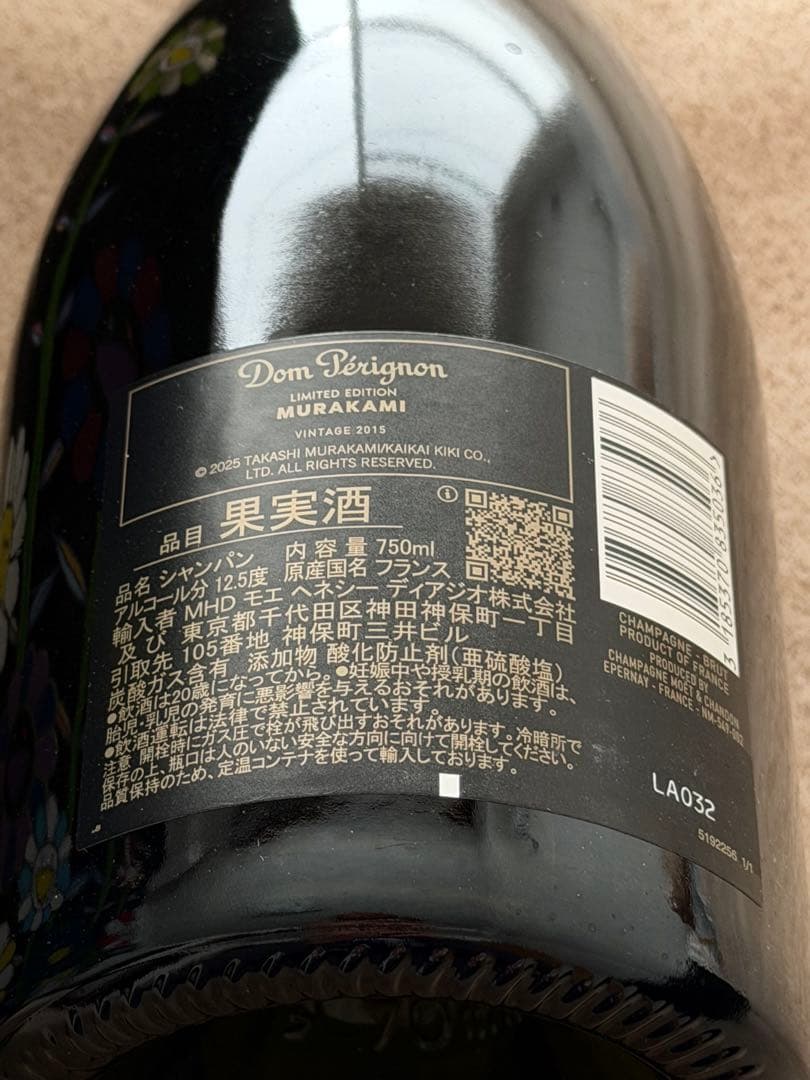 Dom Pérignon
LIMITED EDITION
MURAKAMI
VINTAGE 2015
© 2025 TAKASHI MURAKAMI/KAIKAI KIKI CO.,
LTD. ALL RIGHTS RESERVED.
品目 果実酒
品名 シャンパン 内容量 750ml
アルコール分 12.5度 原産国名 フランス
輸入者 MHD モエ ヘネシー ディアジオ株式会社
及び 東京都千代田区神田神保町一丁目
引取先 105番地 神保町三井ビル
炭酸ガス含有 添加物 酸化防止剤(亜硫酸塩)
●飲酒は20歳になってから。●妊娠中や授乳期の飲酒は、
胎児・乳児の発育に悪影響を与えるおそれがあります。
●飲酒運転は法律で禁止されています。
注意 開栓時にガス圧で栓が飛び出すおそれがあります。冷暗所で
保存の上、瓶口は人のいない安全な方向に向けて開栓してください。
品質保持のため、定温コンテナを使って輸入しております。
3 185370 835036
CHAMPAGNE - BRUT
PRODUCT OF FRANCE
PRODUCED BY
CHAMPAGNE MOËT & CHANDON
EPERNAY - FRANCE - NM-347-002
LA032
5192256 1/1